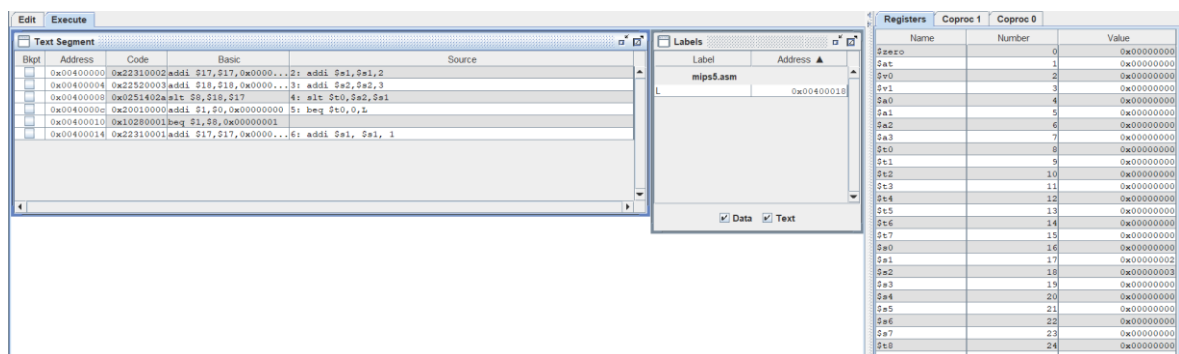 Edit Execute
Text Segment
Bkpt Address Code Basic Source
0x00400000 0x22310002 addi $17,$17,0x0000... 2: addi $s1,$s1,2
0x00400004 0x22520003 addi $18,$18,0x0000... 3: addi $s2,$s2,3
0x00400008 0x0251402a slt $8,$18,$17 4: slt $t0,$s2,$s1
0x0040000c 0x20010000 addi $1,$0,0x00000000 5: beq $t0,0,L
0x00400010 0x10280001 beq $1,$8,0x00000001
0x00400014 0x22310001 addi $17,$17,0x0000... 6: addi $s1, $s1, 1
Labels
Label Address ▲
mips5.asm
L 0x00400018
Data Text
Registers Coproc 1 Coproc 0
Name Number Value
$zero 0 0x00000000
$at 1 0x00000000
$v0 2 0x00000000
$v1 3 0x00000000
$a0 4 0x00000000
$a1 5 0x00000000
$a2 6 0x00000000
$a3 7 0x00000000
$t0 8 0x00000000
$t1 9 0x00000000
$t2 10 0x00000000
$t3 11 0x00000000
$t4 12 0x00000000
$t5 13 0x00000000
$t6 14 0x00000000
$t7 15 0x00000000
$s0 16 0x00000000
$s1 17 0x00000002
$s2 18 0x00000003
$s3 19 0x00000000
$s4 20 0x00000000
$s5 21 0x00000000
$s6 22 0x00000000
$s7 23 0x00000000
$t8 24 0x00000000